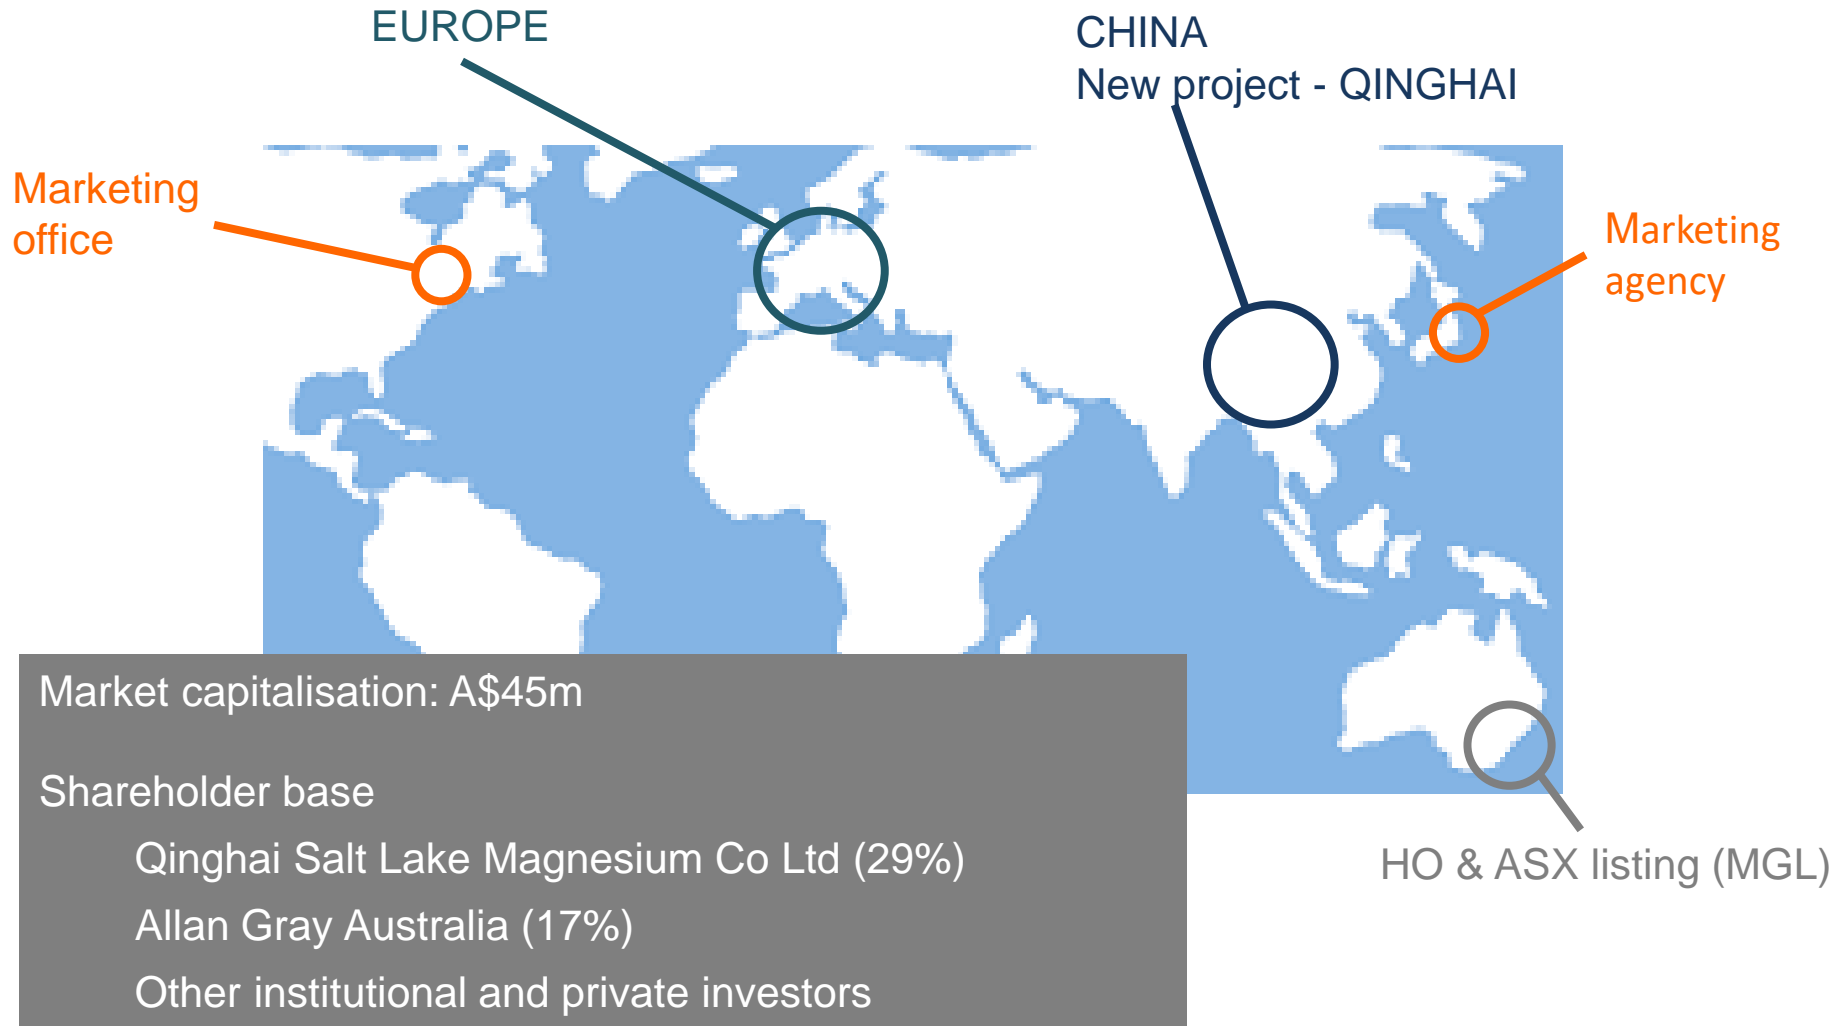 EUROPE
CHINA
New project - QINGHAI
Marketing
office
Marketing
agency
Market capitalisation: A$45m
Shareholder base
Qinghai Salt Lake Magnesium Co Ltd (29%)
Allan Gray Australia (17%)
Other institutional and private investors
HO & ASX listing (MGL)